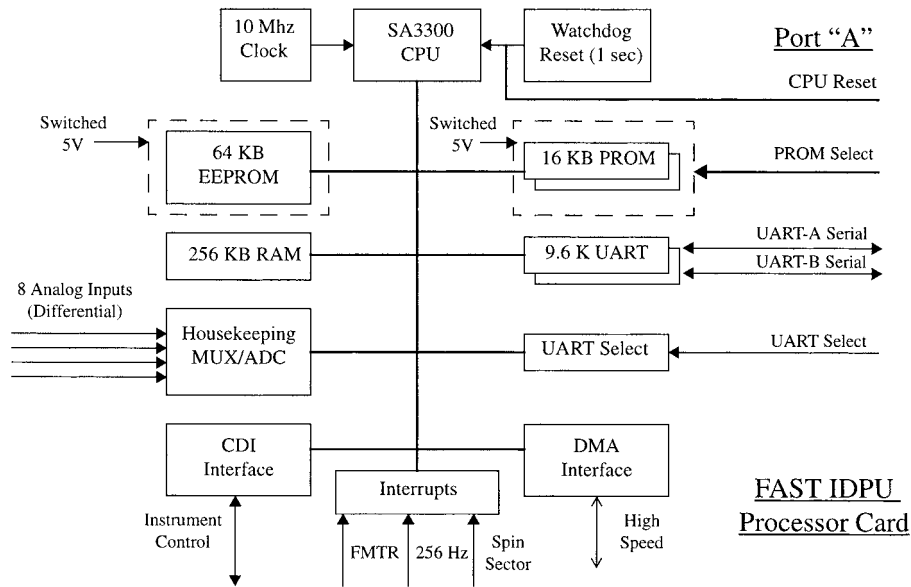 10 Mhz
Clock
SA3300
CPU
Watchdog
Reset (1 sec)
Port “A”
CPU Reset
Switched
5V
64 KB
EEPROM
Switched
5V
16 KB PROM
PROM Select
256 KB RAM
9.6 K UART
UART-A Serial
UART-B Serial
8 Analog Inputs
(Differential)
Housekeeping
MUX/ADC
UART Select
UART Select
CDI
Interface
DMA
Interface
Interrupts
Instrument
Control
FMTR
256 Hz
Spin
Sector
High
Speed
FAST IDPU
Processor Card